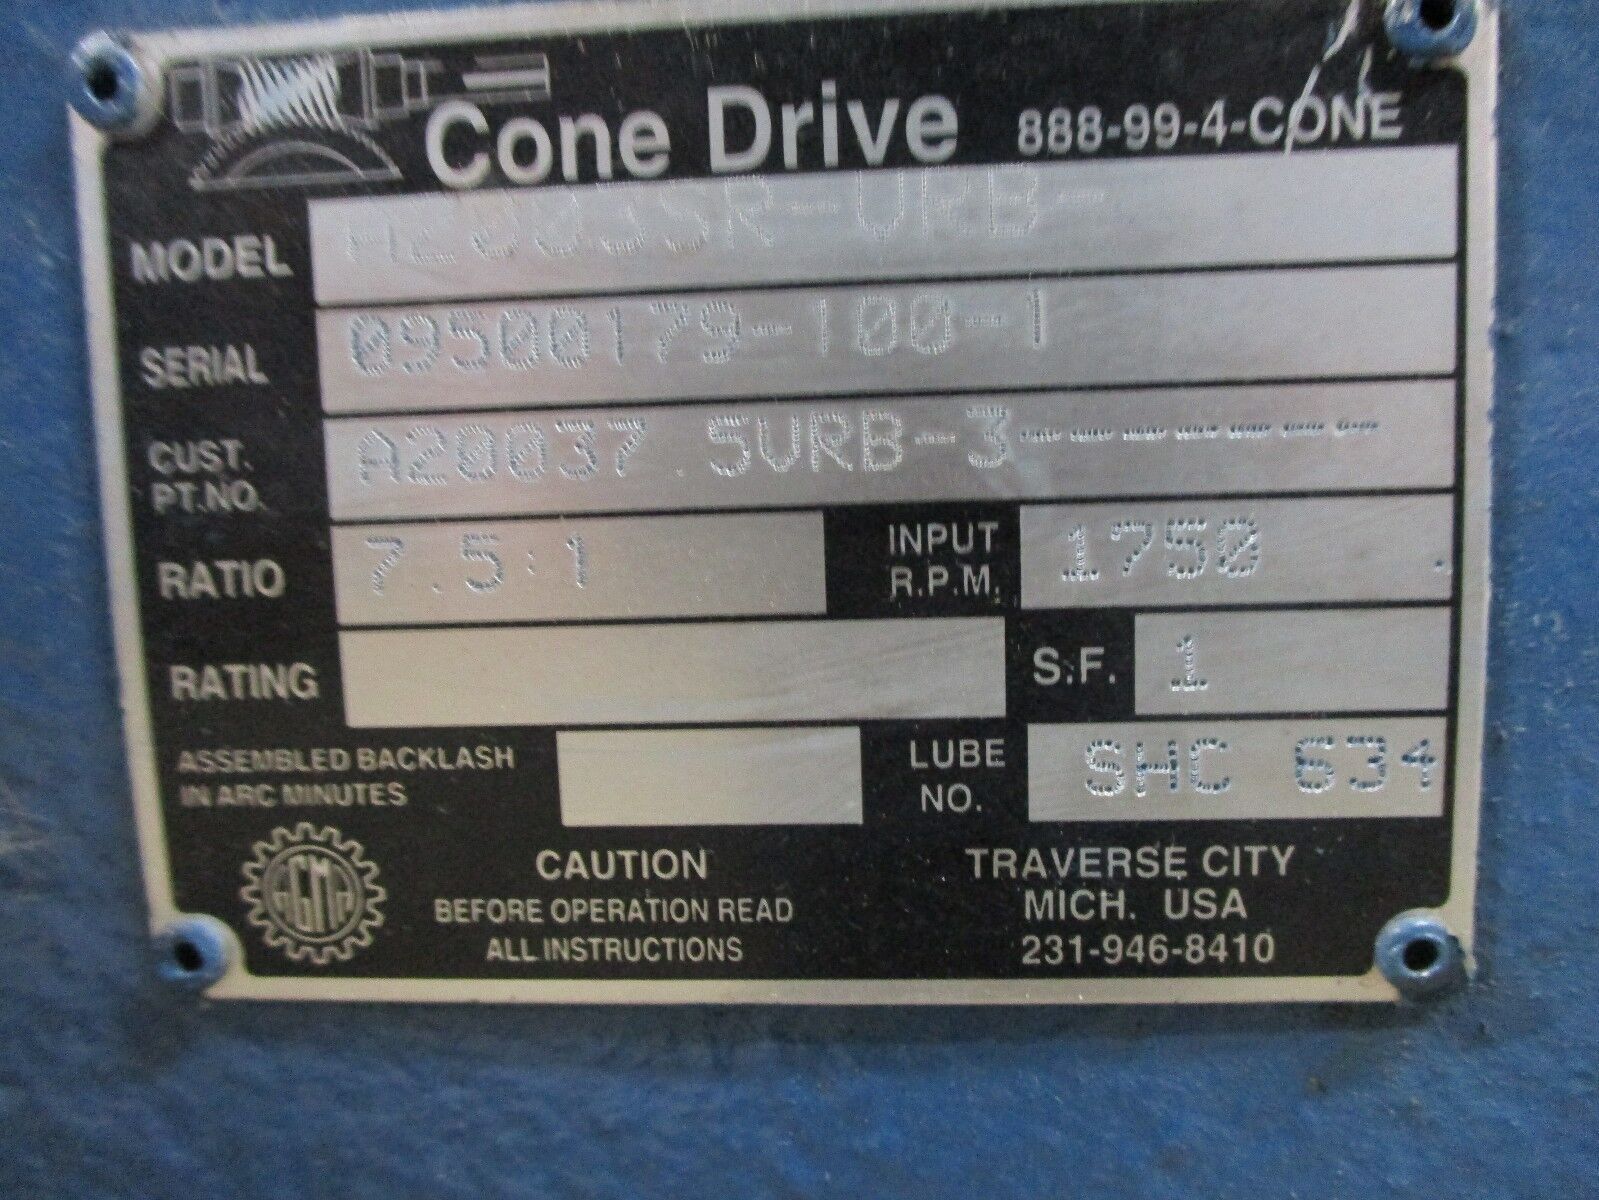 Cone Drive 888-99-4-CONE
MODEL
SERIAL 09500179-100-1
CUST. PT.NO. A20037.5VRB-3-------
RATIO 7.5:1 INPUT R.P.M. 1750
RATING S.F. 1
ASSEMBLED BACKLASH IN ARC MINUTES LUBE NO. SHC 634
AGMA
CAUTION
BEFORE OPERATION READ
ALL INSTRUCTIONS
TRAVERSE CITY
MICH. USA
231-946-8410